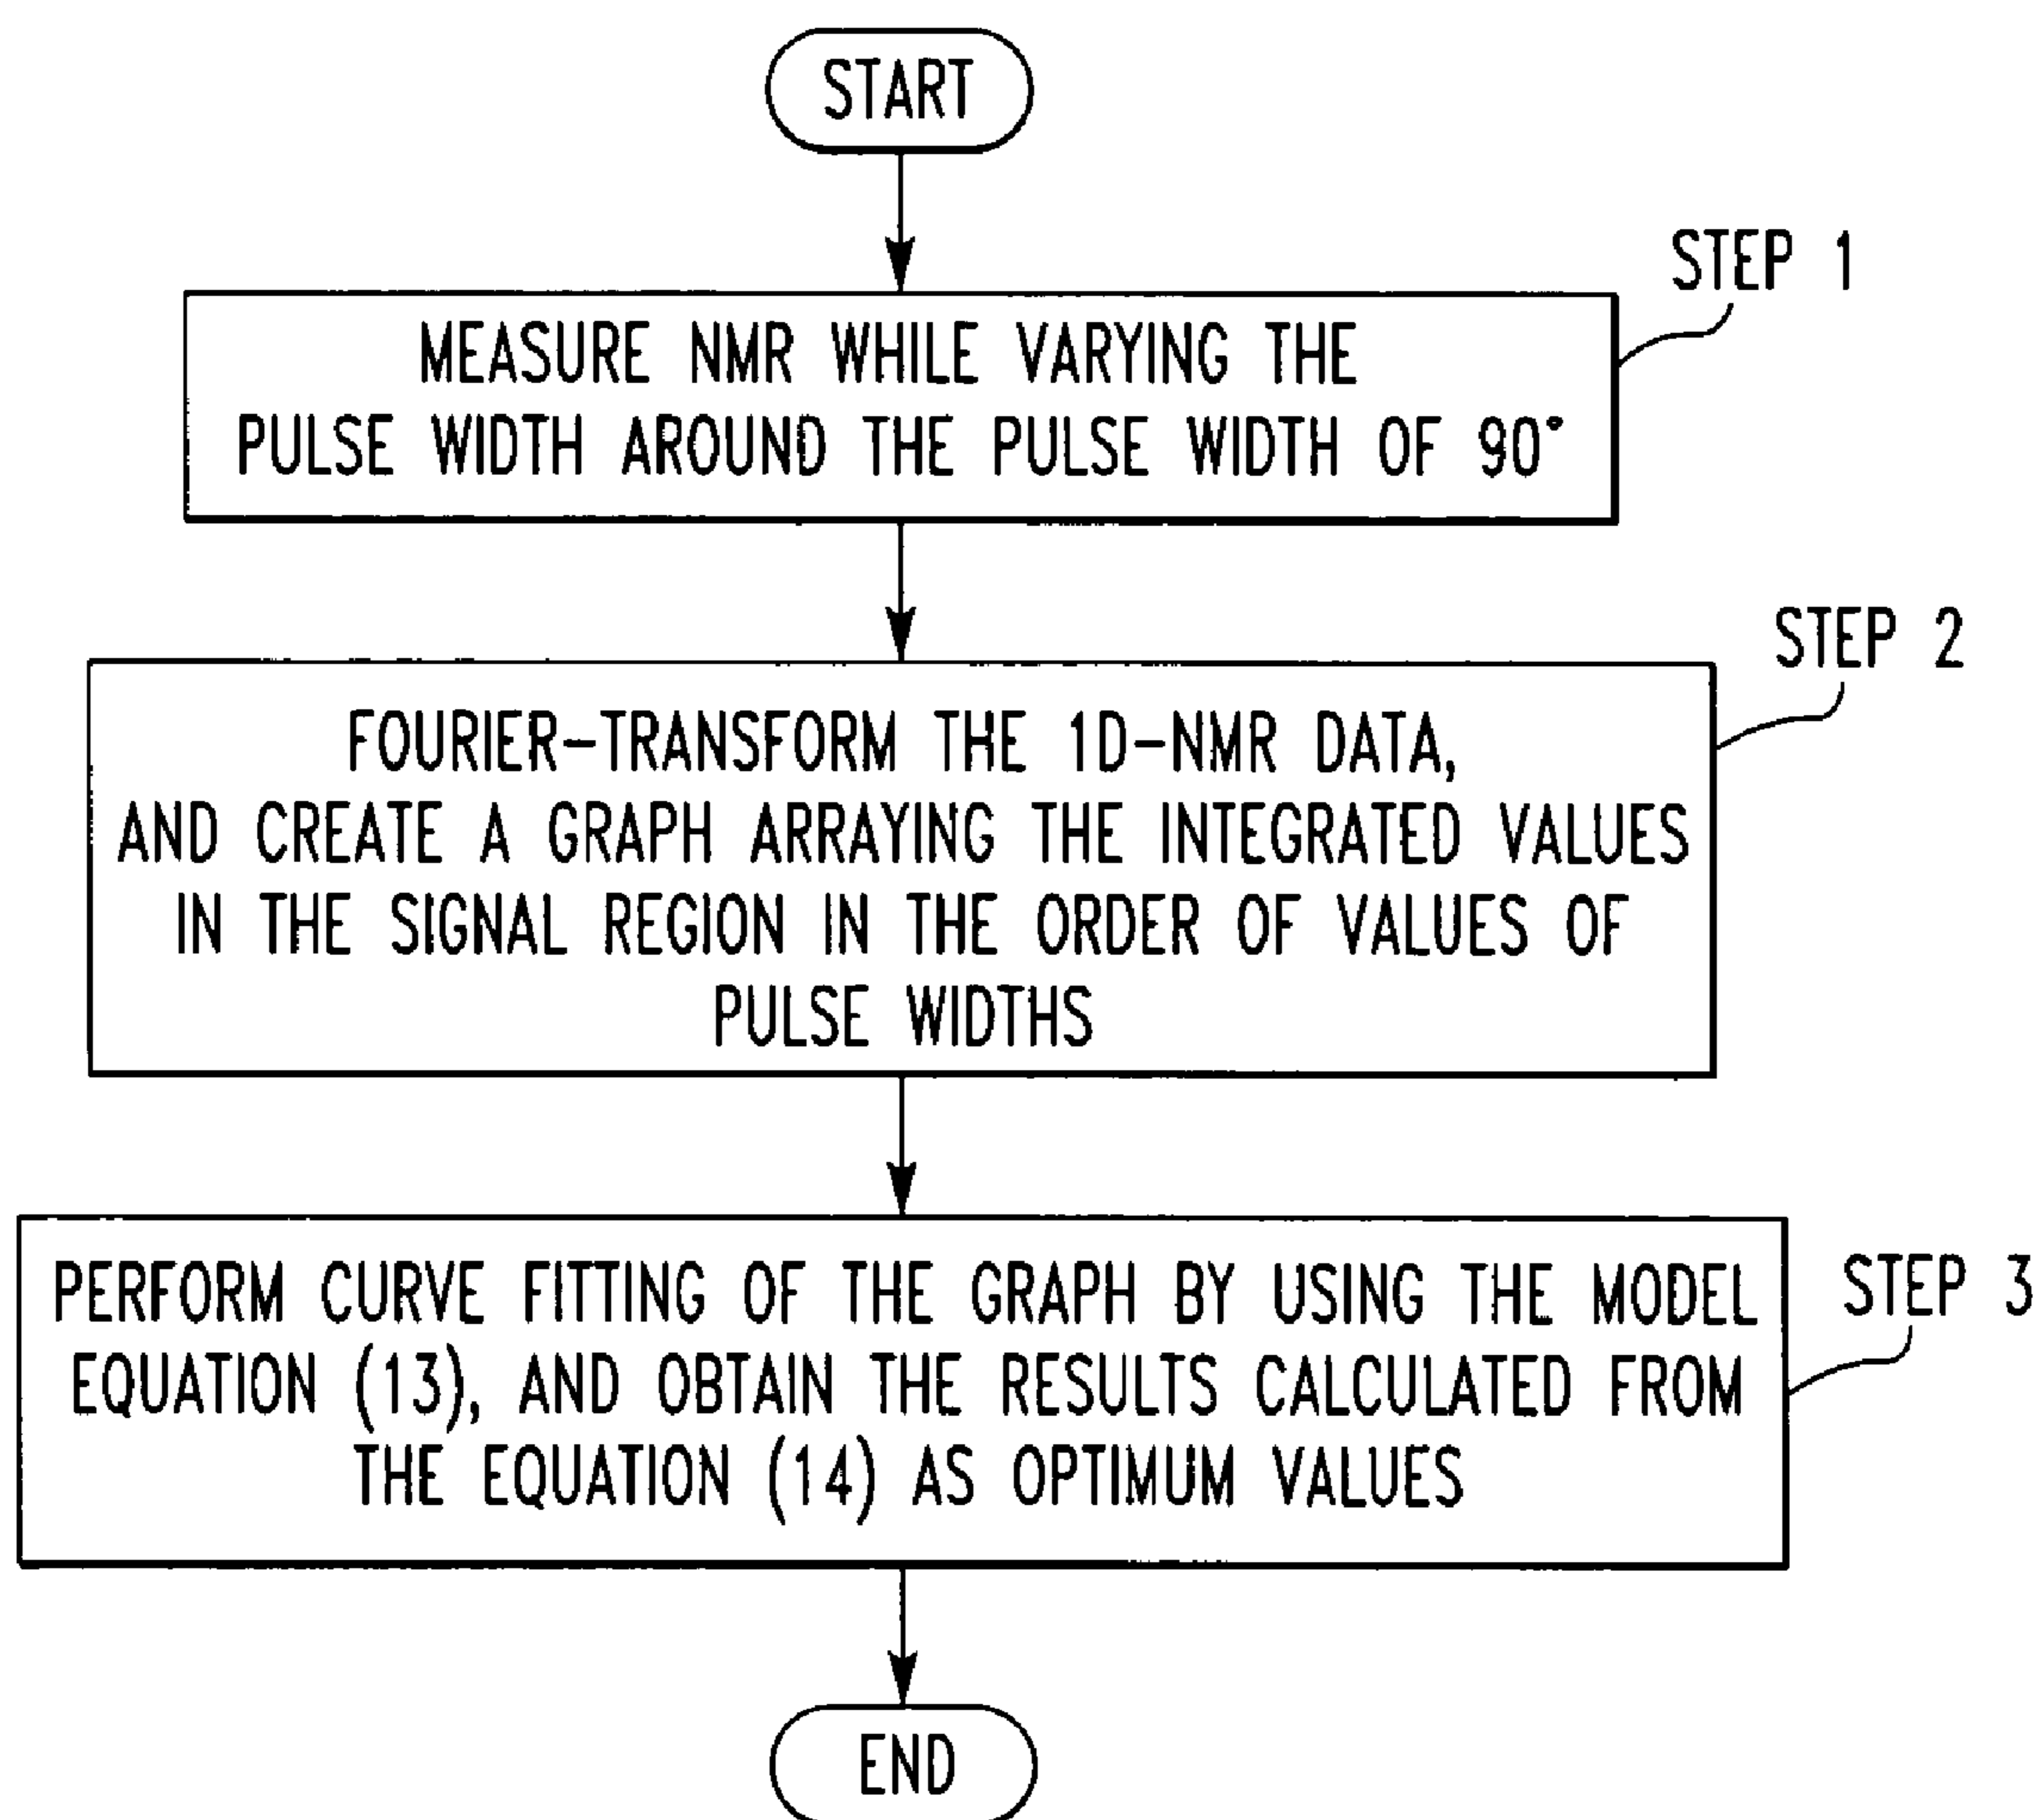 START
STEP 1
MEASURE NMR WHILE VARYING THE
PULSE WIDTH AROUND THE PULSE WIDTH OF 90°
STEP 2
FOURIER-TRANSFORM THE 1D-NMR DATA,
AND CREATE A GRAPH ARRAYING THE INTEGRATED VALUES
IN THE SIGNAL REGION IN THE ORDER OF VALUES OF
PULSE WIDTHS
STEP 3
PERFORM CURVE FITTING OF THE GRAPH BY USING THE MODEL
EQUATION (13), AND OBTAIN THE RESULTS CALCULATED FROM
THE EQUATION (14) AS OPTIMUM VALUES
END